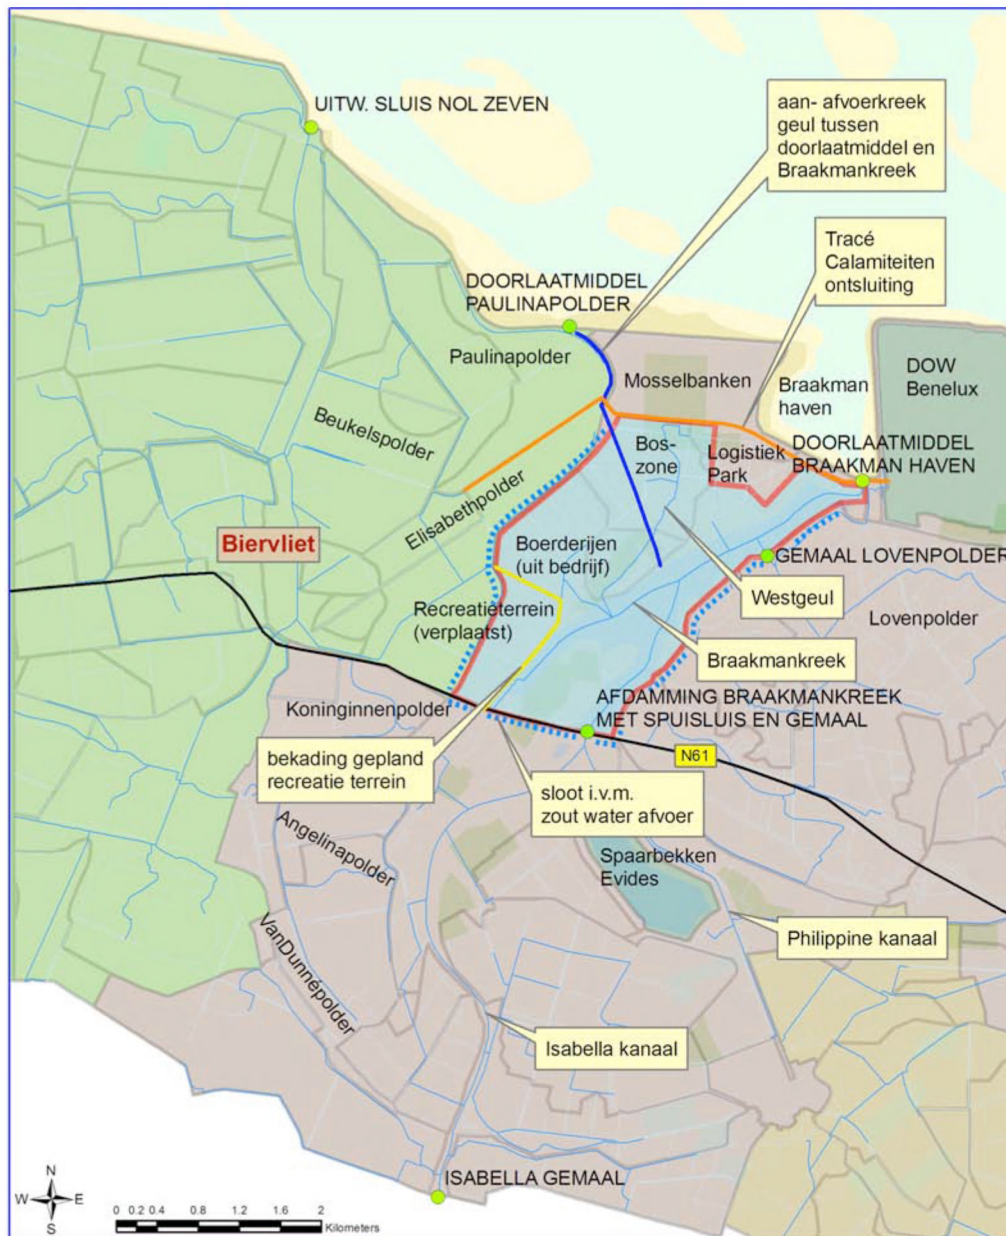 UITW. SLUIS NOL ZEVEN
aan- afvoerkreek
geul tussen
doorlaatmiddel en
Braakmankreek
Tracé
Calamiteiten
ontsluiting
DOORLAATMIDDEL
PAULINAPOLDER
Paulinapolder
Mosselbanken
Braakman
haven
DOW
Benelux
Beukelspolder
Bos-
zone
Logistiek
Park
DOORLAATMIDDEL
BRAAKMAN HAVEN
Elisabethpolder
Biervliet
Boerderijen
(uit bedrijf)
GEMAAL LOVENPOLDER
Westgeul
Lovenpolder
Recreatieterrein
(verplaatst)
Braakmankreek
Koninginnenpolder
AFDAMMING BRAAKMANKREEK
MET SPUISLUIS EN GEMAAL
N61
bekading gepland
recreatie terrein
sloot i.v.m.
zout water afvoer
Angelinapolder
Spaarbekken
Evides
VanDunnépolder
Philippine kanaal
Isabella kanaal
ISABELLA GEMAAL
N
W E
S
0 0.2 0.4 0.8 1.2 1.6 2
Kilometers